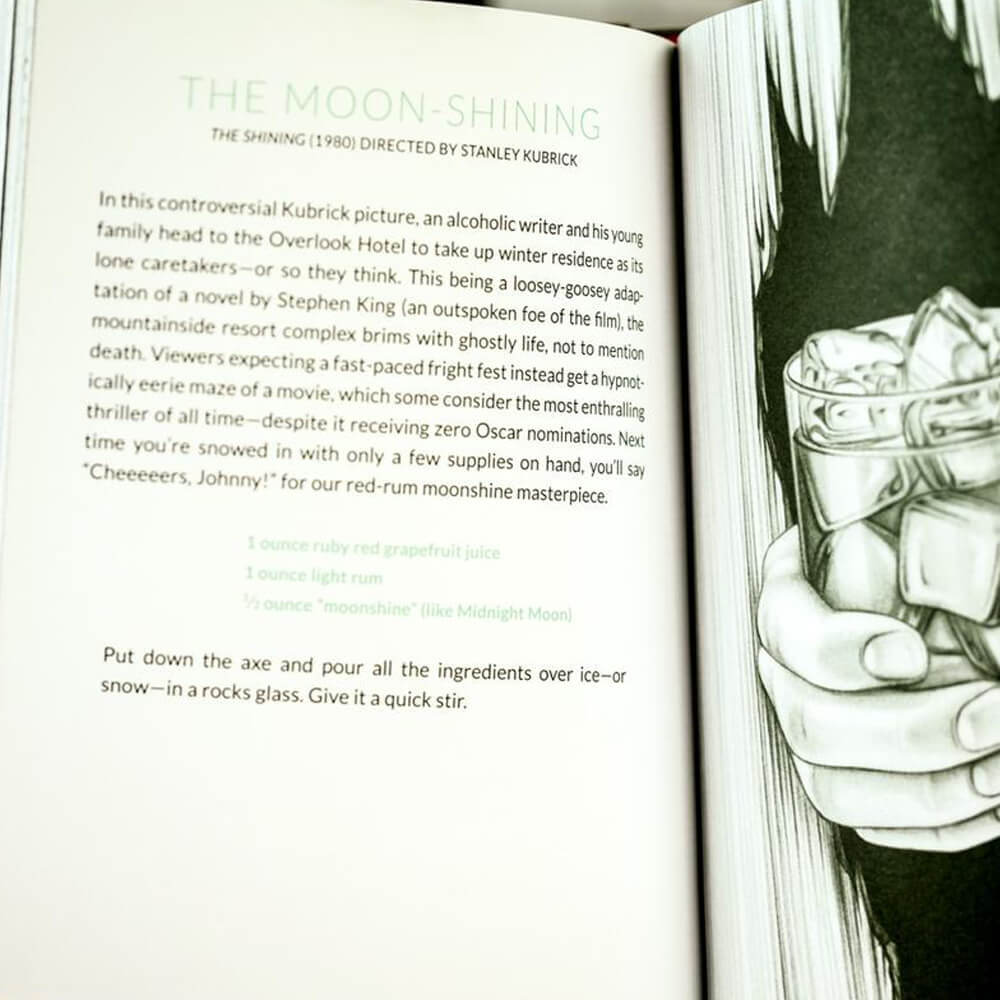 THE MOON-SHINING
THE SHINING (1980) DIRECTED BY STANLEY KUBRICK
In this controversial Kubrick picture, an alcoholic writer and his young
family head to the Overlook Hotel to take up winter residence as its
lone caretakers—or so they think. This being a loosey-goosey adap-
tation of a novel by Stephen King (an outspoken foe of the film), the
mountainside resort complex brims with ghostly life, not to mention
death. Viewers expecting a fast-paced fright fest instead get a hypnot-
ically eerie maze of a movie, which some consider the most enthralling
thriller of all time—despite it receiving zero Oscar nominations. Next
time you're snowed in with only a few supplies on hand, you'll say
"Cheeeeers, Johnny!" for our red-rum moonshine masterpiece.
1 ounce ruby red grapefruit juice
1 ounce light rum
½ ounce "moonshine" (like Midnight Moon)
Put down the axe and pour all the ingredients over ice—or
snow—in a rocks glass. Give it a quick stir.